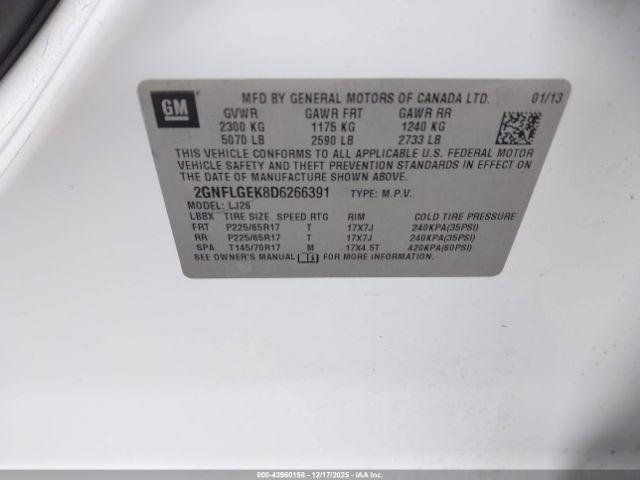 GM
MFD BY GENERAL MOTORS OF CANADA LTD. 01/13
GVWR GAWR FRT GAWR RR
2300 KG 1175 KG 1240 KG
5070 LB 2590 LB 2733 LB
THIS VEHICLE CONFORMS TO ALL APPLICABLE U.S. FEDERAL MOTOR
VEHICLE SAFETY AND THEFT PREVENTION STANDARDS IN EFFECT ON
THE DATE OF MANUFACTURE SHOWN ABOVE.
2GNFLGEK8D6266391 TYPE: M.P.V.
MODEL: LJ26
LBBX TIRE SIZE SPEED RTG RIM COLD TIRE PRESSURE
FRT P225/65R17 T 17X7J 240KPA(35PSI)
RR P225/65R17 T 17X7J 240KPA(35PSI)
SPA T145/70R17 M 17X4.5T 420KPA(60PSI)
SEE OWNER'S MANUAL FOR MORE INFORMATION.
000-43960158 - 12/17/2025 - IAAI.COM